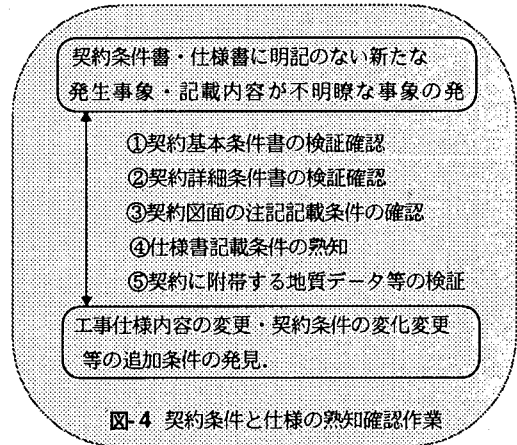 契約条件書・仕様書に明記のない新たな
発生事象・記載内容が不明瞭な事象の発
①契約基本条件書の検証確認
②契約詳細条件書の検証確認
③契約図面の注記記載条件の確認
④仕様書記載条件の熟知
⑤契約に附帯する地質データ等の検証
工事仕様内容の変更・契約条件の変化変更
等の追加条件の発見.
図-4 契約条件と仕様の熟知確認作業